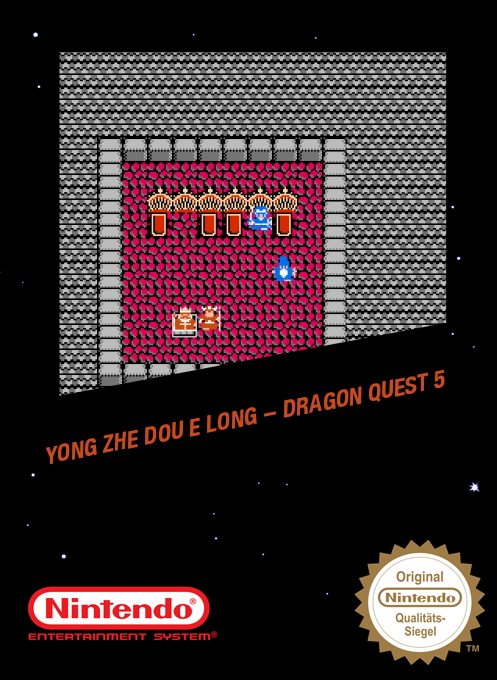 YONG ZHE DOU E LONG – DRAGON QUEST 5
Nintendo®
ENTERTAINMENT SYSTEM®
Original
Nintendo
Qualitäts-
Siegel
TM